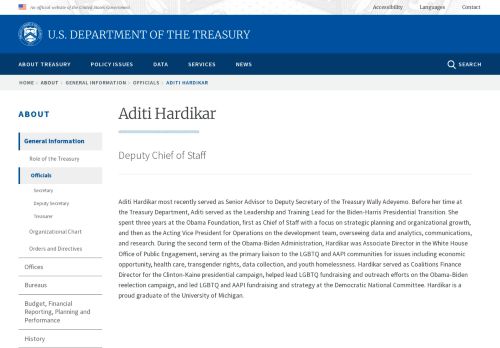 An official website of the United States Government
Accessibility Languages Contact
U.S. DEPARTMENT OF THE TREASURY
ABOUT TREASURY POLICY ISSUES DATA SERVICES NEWS SEARCH
HOME › ABOUT › GENERAL INFORMATION › OFFICIALS › ADITI HARDIKAR
ABOUT
General Information
Role of the Treasury
Officials
Secretary
Deputy Secretary
Treasurer
Organizational Chart
Orders and Directives
Offices
Bureaus
Budget, Financial
Reporting, Planning and
Performance
History
Aditi Hardikar
Deputy Chief of Staff
Aditi Hardikar most recently served as Senior Advisor to Deputy Secretary of the Treasury Wally Adeyemo. Before her time at
the Treasury Department, Aditi served as the Leadership and Training Lead for the Biden-Harris Presidential Transition. She
spent three years at the Obama Foundation, first as Chief of Staff with a focus on strategic planning and organizational growth,
and then as the Acting Vice President for Operations on the development team, overseeing data and analytics, communications,
and research. During the second term of the Obama-Biden Administration, Hardikar was Associate Director in the White House
Office of Public Engagement, serving as the primary liaison to the LGBTQ and AAPI communities for issues including economic
opportunity, health care, transgender rights, data collection, and youth homelessness. Hardikar served as Coalitions Finance
Director for the Clinton-Kaine presidential campaign, helped lead LGBTQ fundraising and outreach efforts on the Obama-Biden
reelection campaign, and led LGBTQ and AAPI fundraising and strategy at the Democratic National Committee. Hardikar is a
proud graduate of the University of Michigan.